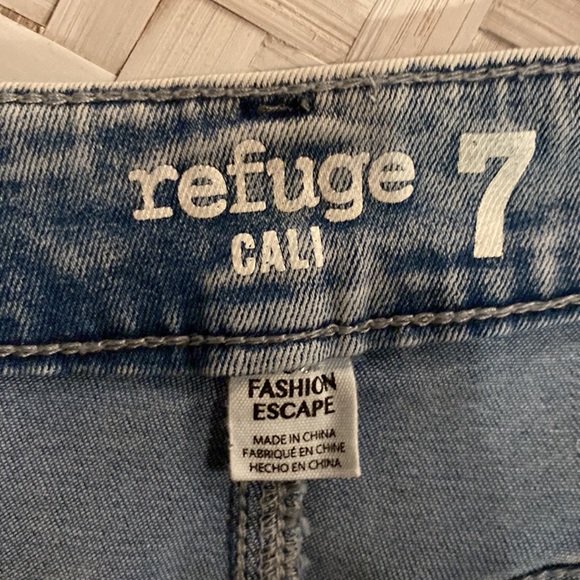 refuge 7
CALI
FASHION
ESCAPE
MADE IN CHINA
FABRIQUÉ EN CHINE
HECHO EN CHINA